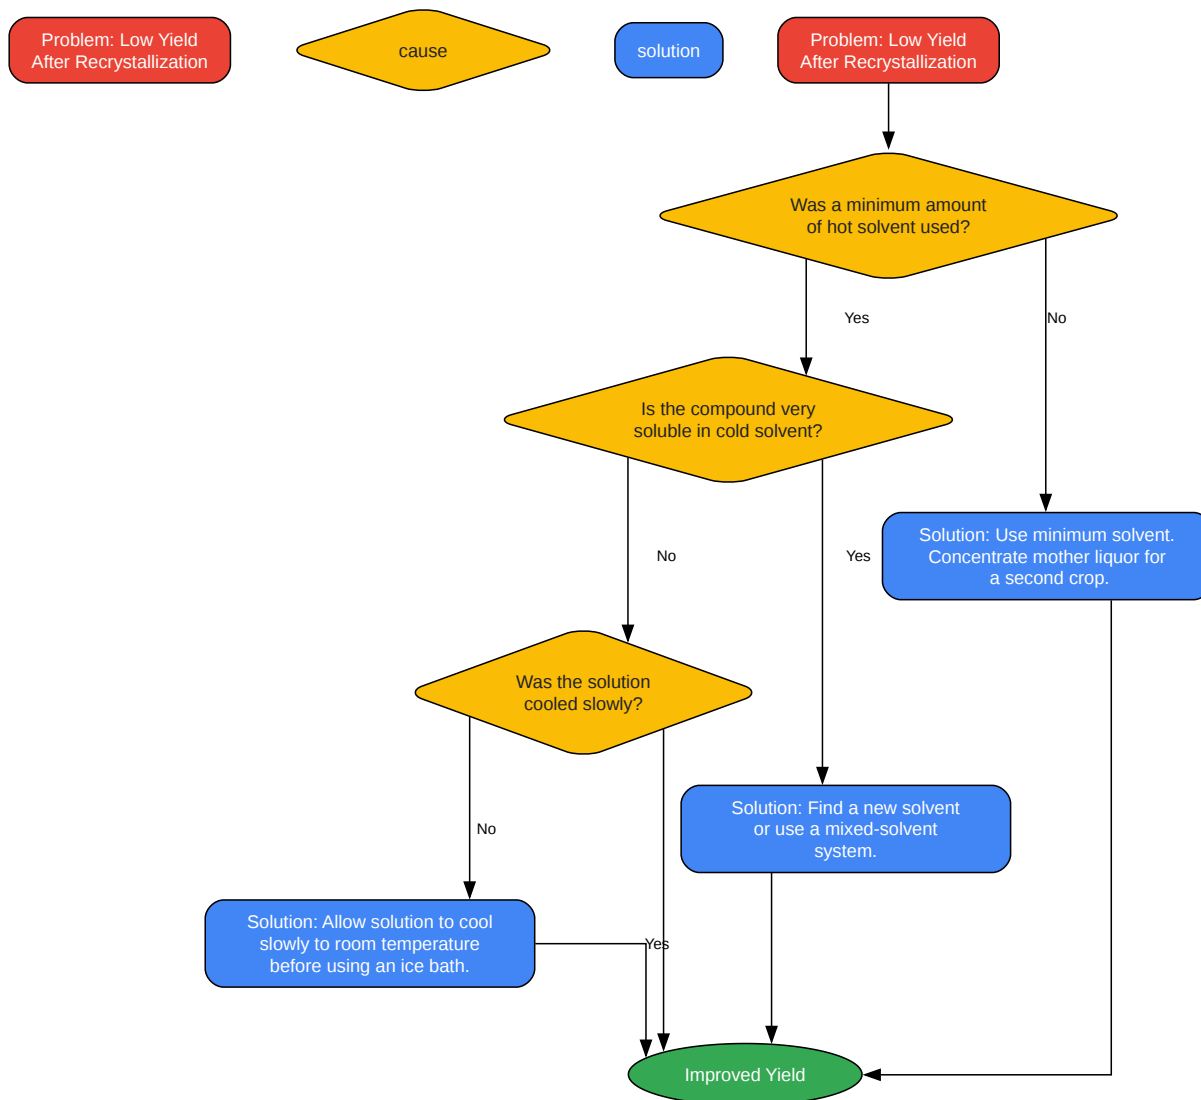 Problem: Low Yield
After Recrystallization
cause
solution
Problem: Low Yield
After Recrystallization
Was a minimum amount
of hot solvent used?
Yes
No
Is the compound very
soluble in cold solvent?
No
Yes
Solution: Use minimum solvent.
Concentrate mother liquor for
a second crop.
Was the solution
cooled slowly?
No
Solution: Find a new solvent
or use a mixed-solvent
system.
Solution: Allow solution to cool
slowly to room temperature
before using an ice bath.
Yes
Improved Yield